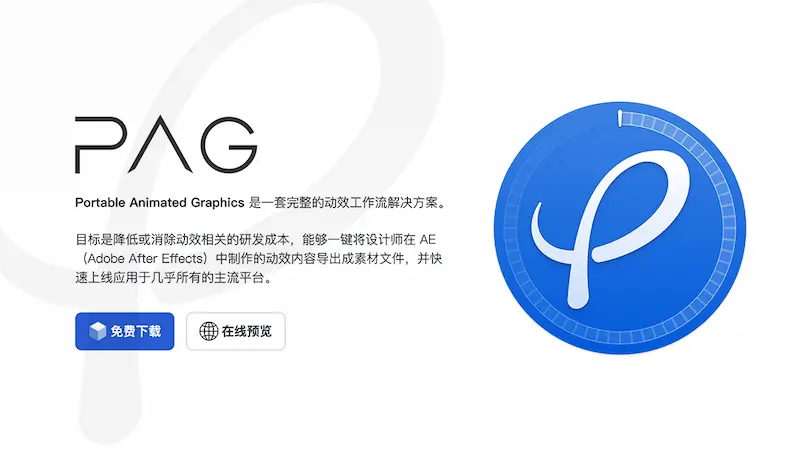 PAG
Portable Animated Graphics 是一套完整的动效工作流解决方案。
目标是降低或消除动效相关的研发成本，能够一键将设计师在 AE
（Adobe After Effects）中制作的动效内容导出成素材文件，并快
速上线应用于几乎所有的主流平台。
免费下载
在线预览